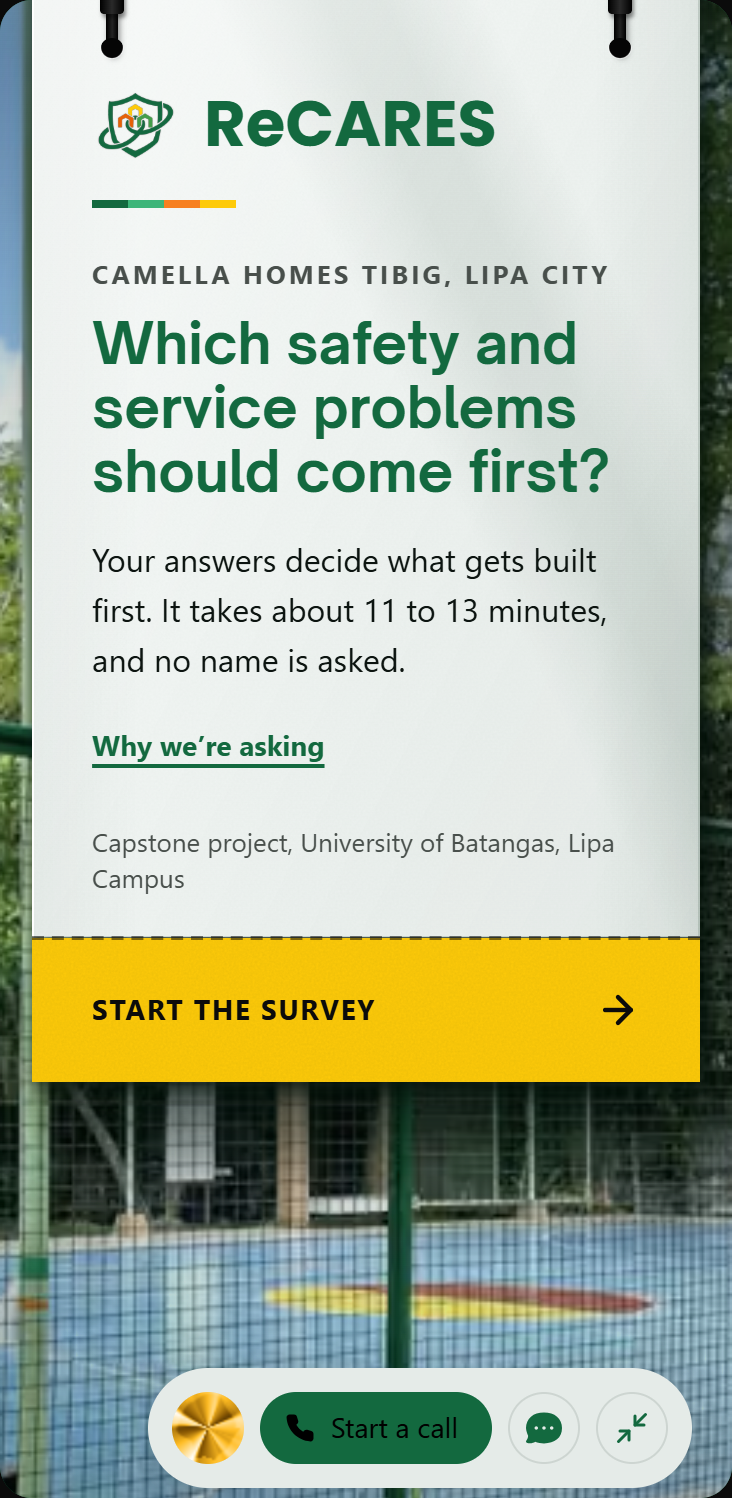 ReCARES
CAMELLA HOMES TIBIG, LIPA CITY
Which safety and
service problems
should come first?
Your answers decide what gets built
first. It takes about 11 to 13 minutes,
and no name is asked.
Why we’re asking
Capstone project, University of Batangas, Lipa
Campus
START THE SURVEY
Start a call